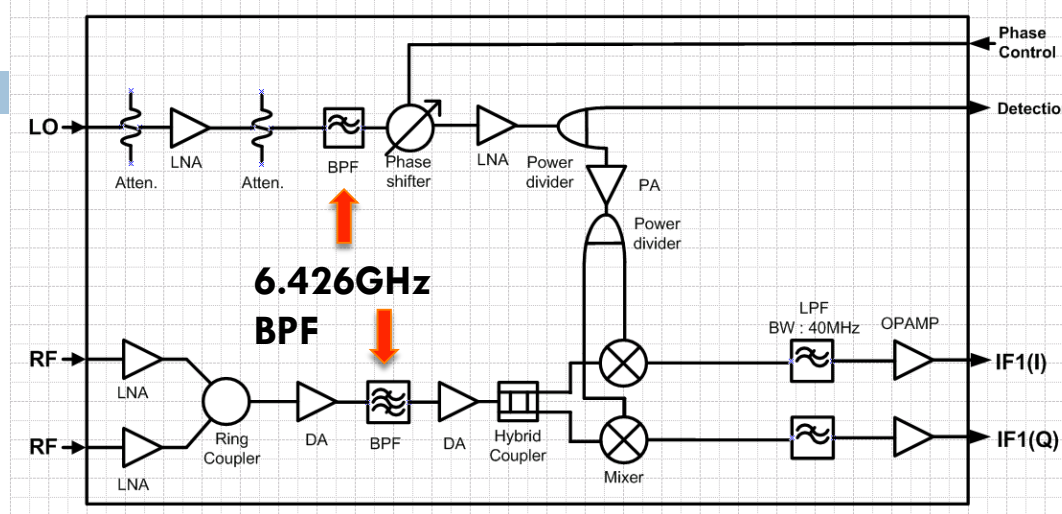 Phase
Control
Detectio
LO
LNA
Atten.
Atten.
BPF
Phase
shifter
LNA
Power
divider
PA
Power
divider
6.426GHz
BPF
LPF
BW : 40MHz
OPAMP
RF
LNA
IF1(I)
RF
LNA
Ring
Coupler
DA
BPF
DA
Hybrid
Coupler
Mixer
IF1(Q)